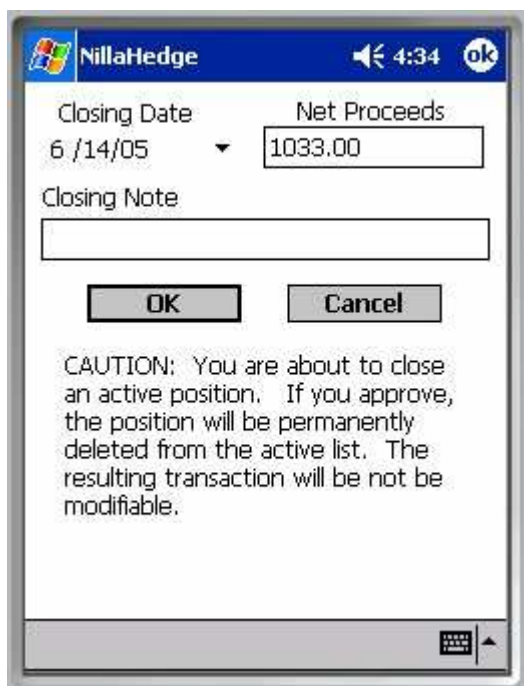 NillaHedge 4:34 ok
Closing Date Net Proceeds
6 /14/05 1033.00
Closing Note
OK Cancel
CAUTION: You are about to close
an active position. If you approve,
the position will be permanently
deleted from the active list. The
resulting transaction will be not be
modifiable.